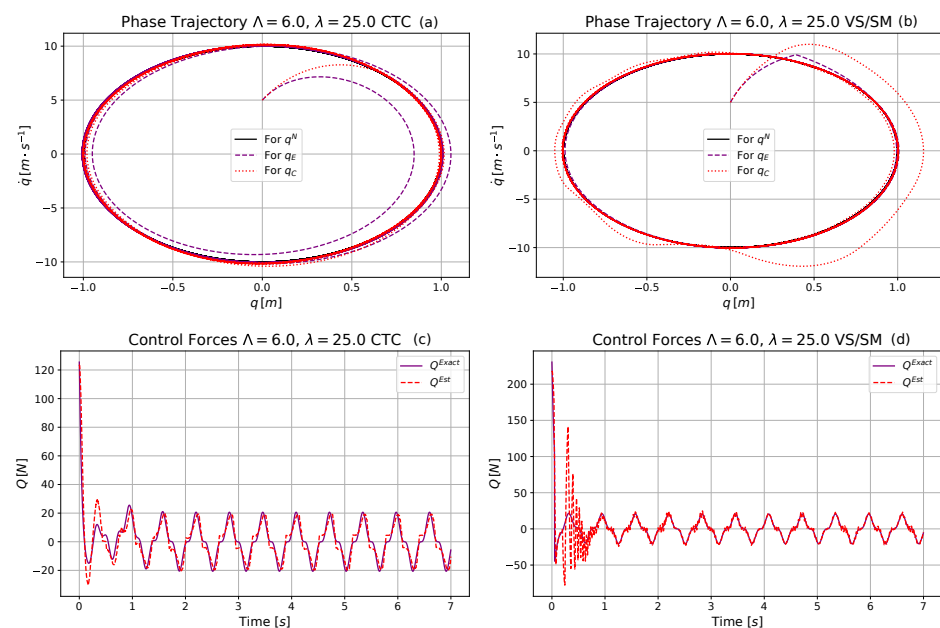 Phase Trajectory Λ = 6.0, λ = 25.0 CTC (a)
10
5
0
−5
−10
q̇ [m · s⁻¹]
For q^N
For q_E
For q_C
−1.0 −0.5 0.0 0.5 1.0
q [m]
Phase Trajectory Λ = 6.0, λ = 25.0 VS/SM (b)
10
5
0
−5
−10
q̇ [m · s⁻¹]
For q^N
For q_E
For q_C
−1.0 −0.5 0.0 0.5 1.0
q [m]
Control Forces Λ = 6.0, λ = 25.0 CTC (c)
120
100
80
60
40
20
0
−20
Q [N]
Q^Exact
Q^Est
0 1 2 3 4 5 6 7
Time [s]
Control Forces Λ = 6.0, λ = 25.0 VS/SM (d)
200
150
100
50
0
−50
Q [N]
Q^Exact
Q^Est
0 1 2 3 4 5 6 7
Time [s]